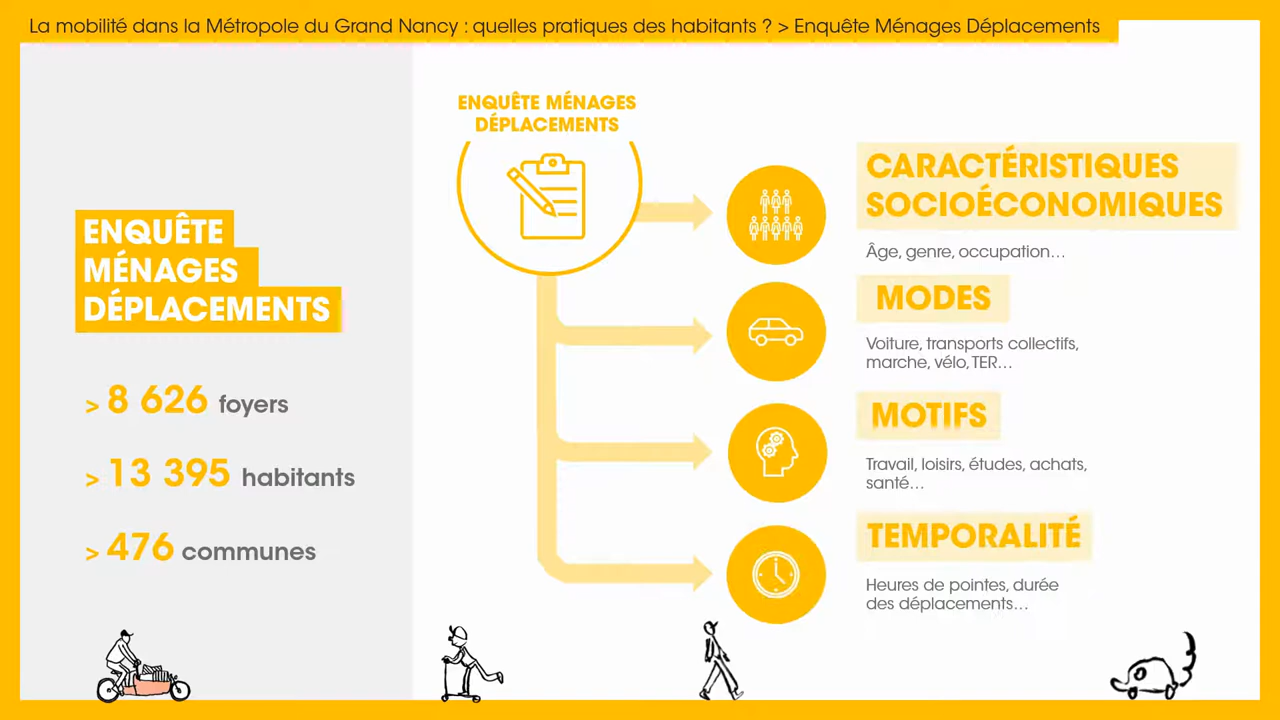 La mobilité dans la Métropole du Grand Nancy : quelles pratiques des habitants ? > Enquête Ménages Déplacements
ENQUÊTE
MÉNAGES
DÉPLACEMENTS
> 8 626 foyers
> 13 395 habitants
> 476 communes
ENQUÊTE MÉNAGES
DÉPLACEMENTS
CARACTÉRISTIQUES
SOCIOÉCONOMIQUES
Âge, genre, occupation...
MODES
Voiture, transports collectifs,
marche, vélo, TER...
MOTIFS
Travail, loisirs, études, achats,
santé...
TEMPORALITÉ
Heures de pointes, durée
des déplacements...